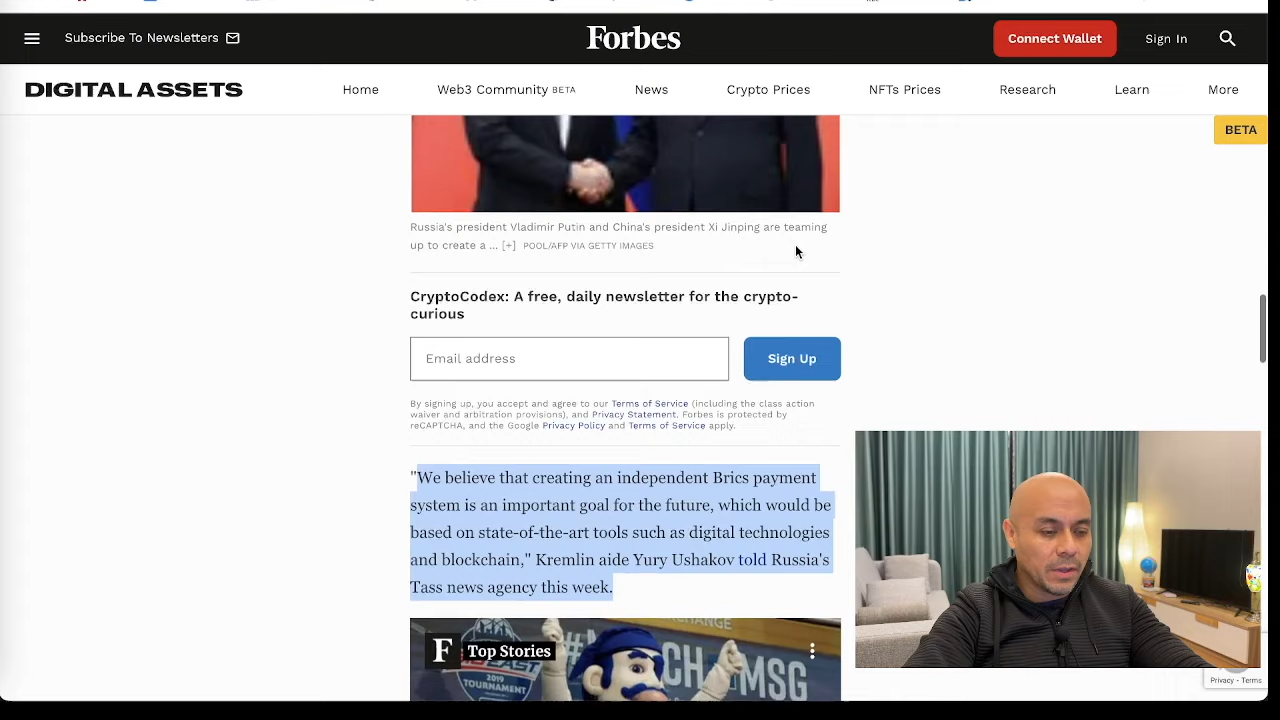 Subscribe To Newsletters
Forbes
Connect Wallet
Sign In
DIGITAL ASSETS
Home
Web3 Community BETA
News
Crypto Prices
NFTs Prices
Research
Learn
More
BETA
Russia's president Vladimir Putin and China's president Xi Jinping are teaming
up to create a ... [+] POOL/AFP VIA GETTY IMAGES
CryptoCodex: A free, daily newsletter for the crypto-
curious
Email address
Sign Up
By signing up, you accept and agree to our Terms of Service (including the class action
waiver and arbitration provisions), and Privacy Statement. Forbes is protected by
reCAPTCHA, and the Google Privacy Policy and Terms of Service apply.
"We believe that creating an independent Brics payment
system is an important goal for the future, which would be
based on state-of-the-art tools such as digital technologies
and blockchain," Kremlin aide Yury Ushakov told Russia's
Tass news agency this week.
F Top Stories
2019
TOURNAMENT
MSG
Privacy - Terms